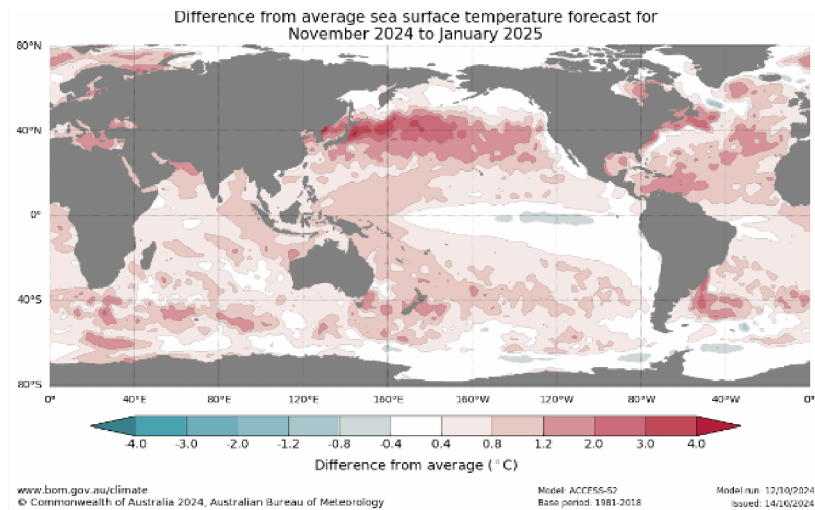 Difference from average sea surface temperature forecast for
November 2024 to January 2025
80°N
40°N
0°
40°S
80°S
0° 40°E 80°E 120°E 160°E 160°W 120°W 80°W 40°W 0°
-4.0 -3.0 -2.0 -1.2 -0.8 -0.4 0.4 0.8 1.2 2.0 3.0 4.0
Difference from average (°C)
www.bom.gov.au/climate
© Commonwealth of Australia 2024, Australian Bureau of Meteorology
Model: ACCESS-S2
Base period: 1981-2018
Model run: 12/10/2024
Issued: 14/10/2024